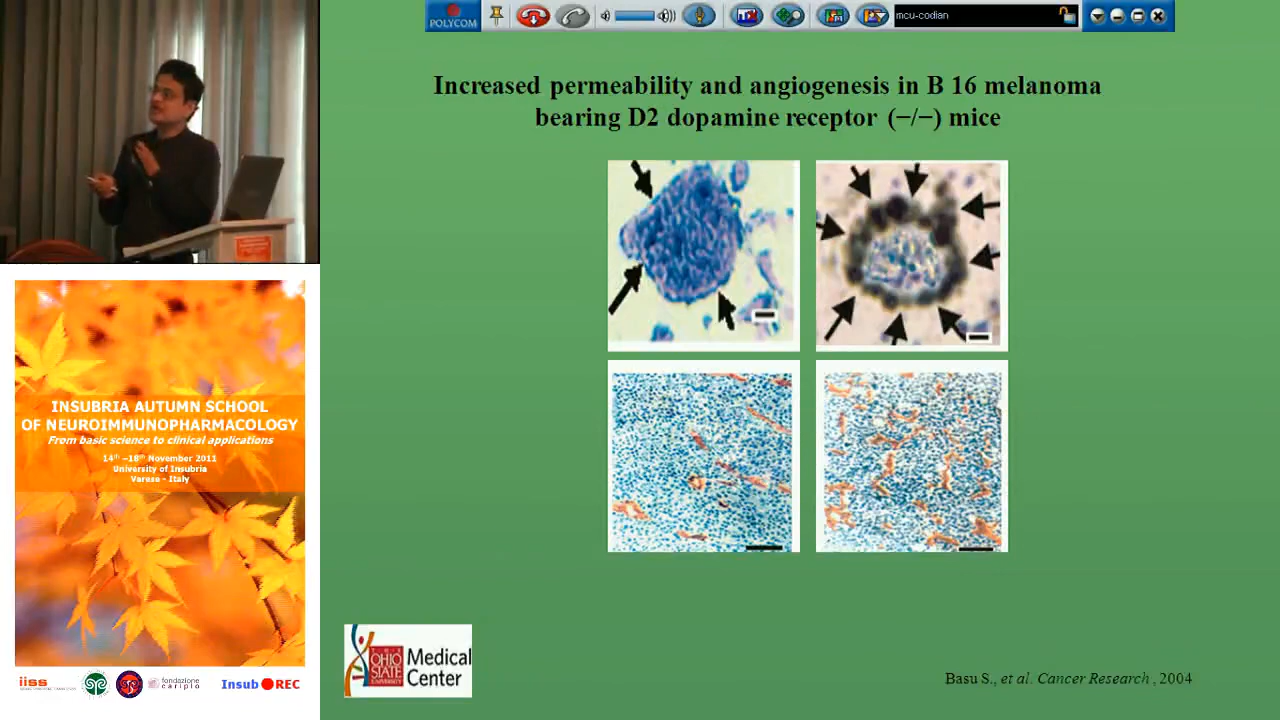 POLYCOM
mcu-codian
Increased permeability and angiogenesis in B 16 melanoma
bearing D2 dopamine receptor (−/−) mice
INSUBRIA AUTUMN SCHOOL
OF NEUROIMMUNOPHARMACOLOGY
From basic science to clinical applications
14th –18th November 2011
University of Insubria
Varese - Italy
iiss
fondazione
cariplo
Insub REC
THE
OHIO
STATE
UNIVERSITY
Medical
Center
Basu S., et al. Cancer Research , 2004